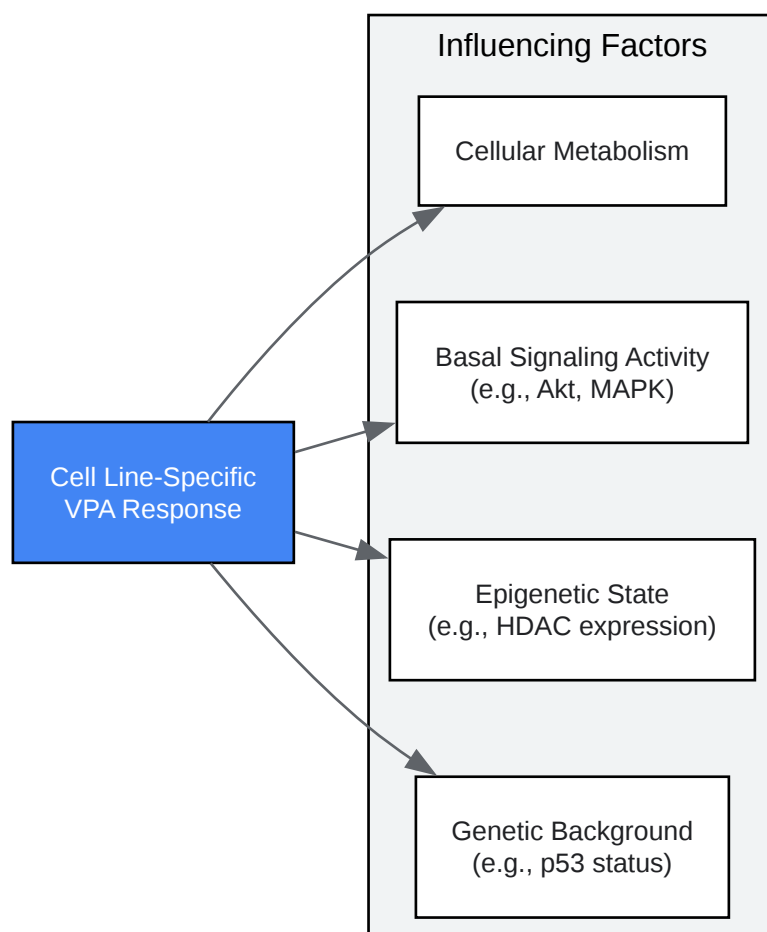 Influencing Factors
Cellular Metabolism
Basal Signaling Activity
(e.g., Akt, MAPK)
Cell Line-Specific
VPA Response
Epigenetic State
(e.g., HDAC expression)
Genetic Background
(e.g., p53 status)